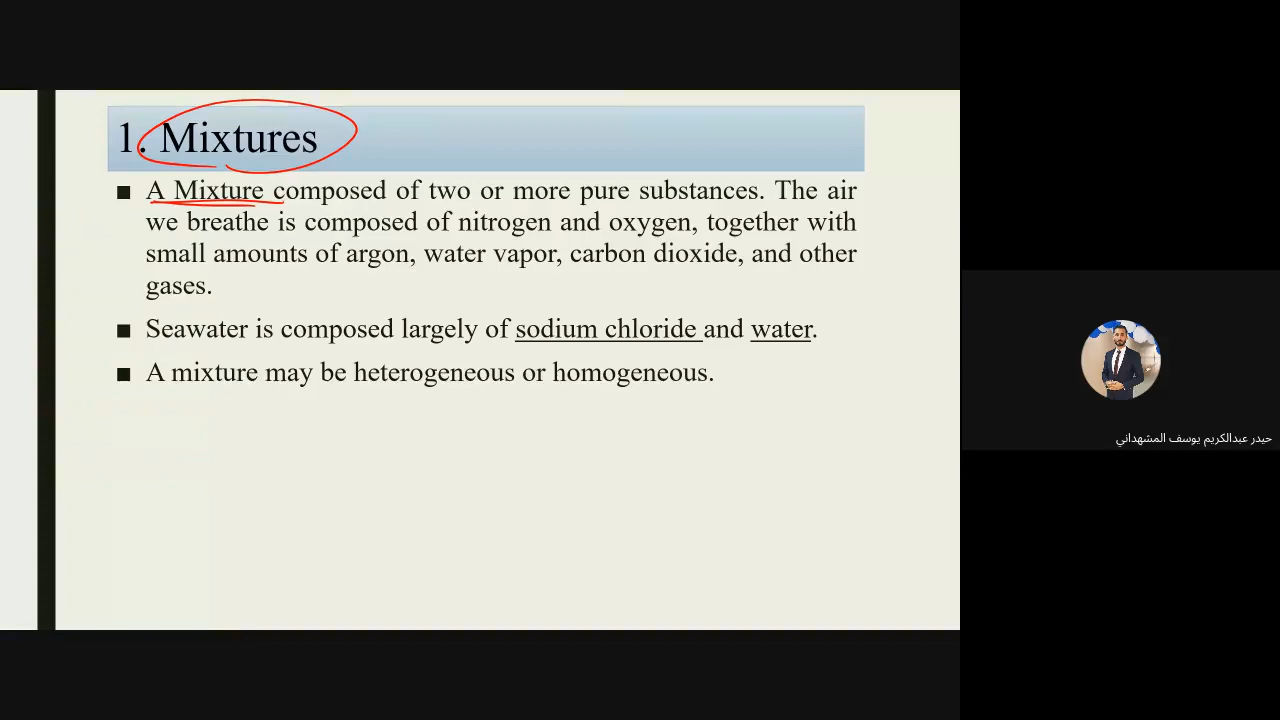 1. Mixtures
■ A Mixture composed of two or more pure substances. The air
we breathe is composed of nitrogen and oxygen, together with
small amounts of argon, water vapor, carbon dioxide, and other
gases.
■ Seawater is composed largely of sodium chloride and water.
■ A mixture may be heterogeneous or homogeneous.
حيدر عبدالكريم يوسف المشهداني